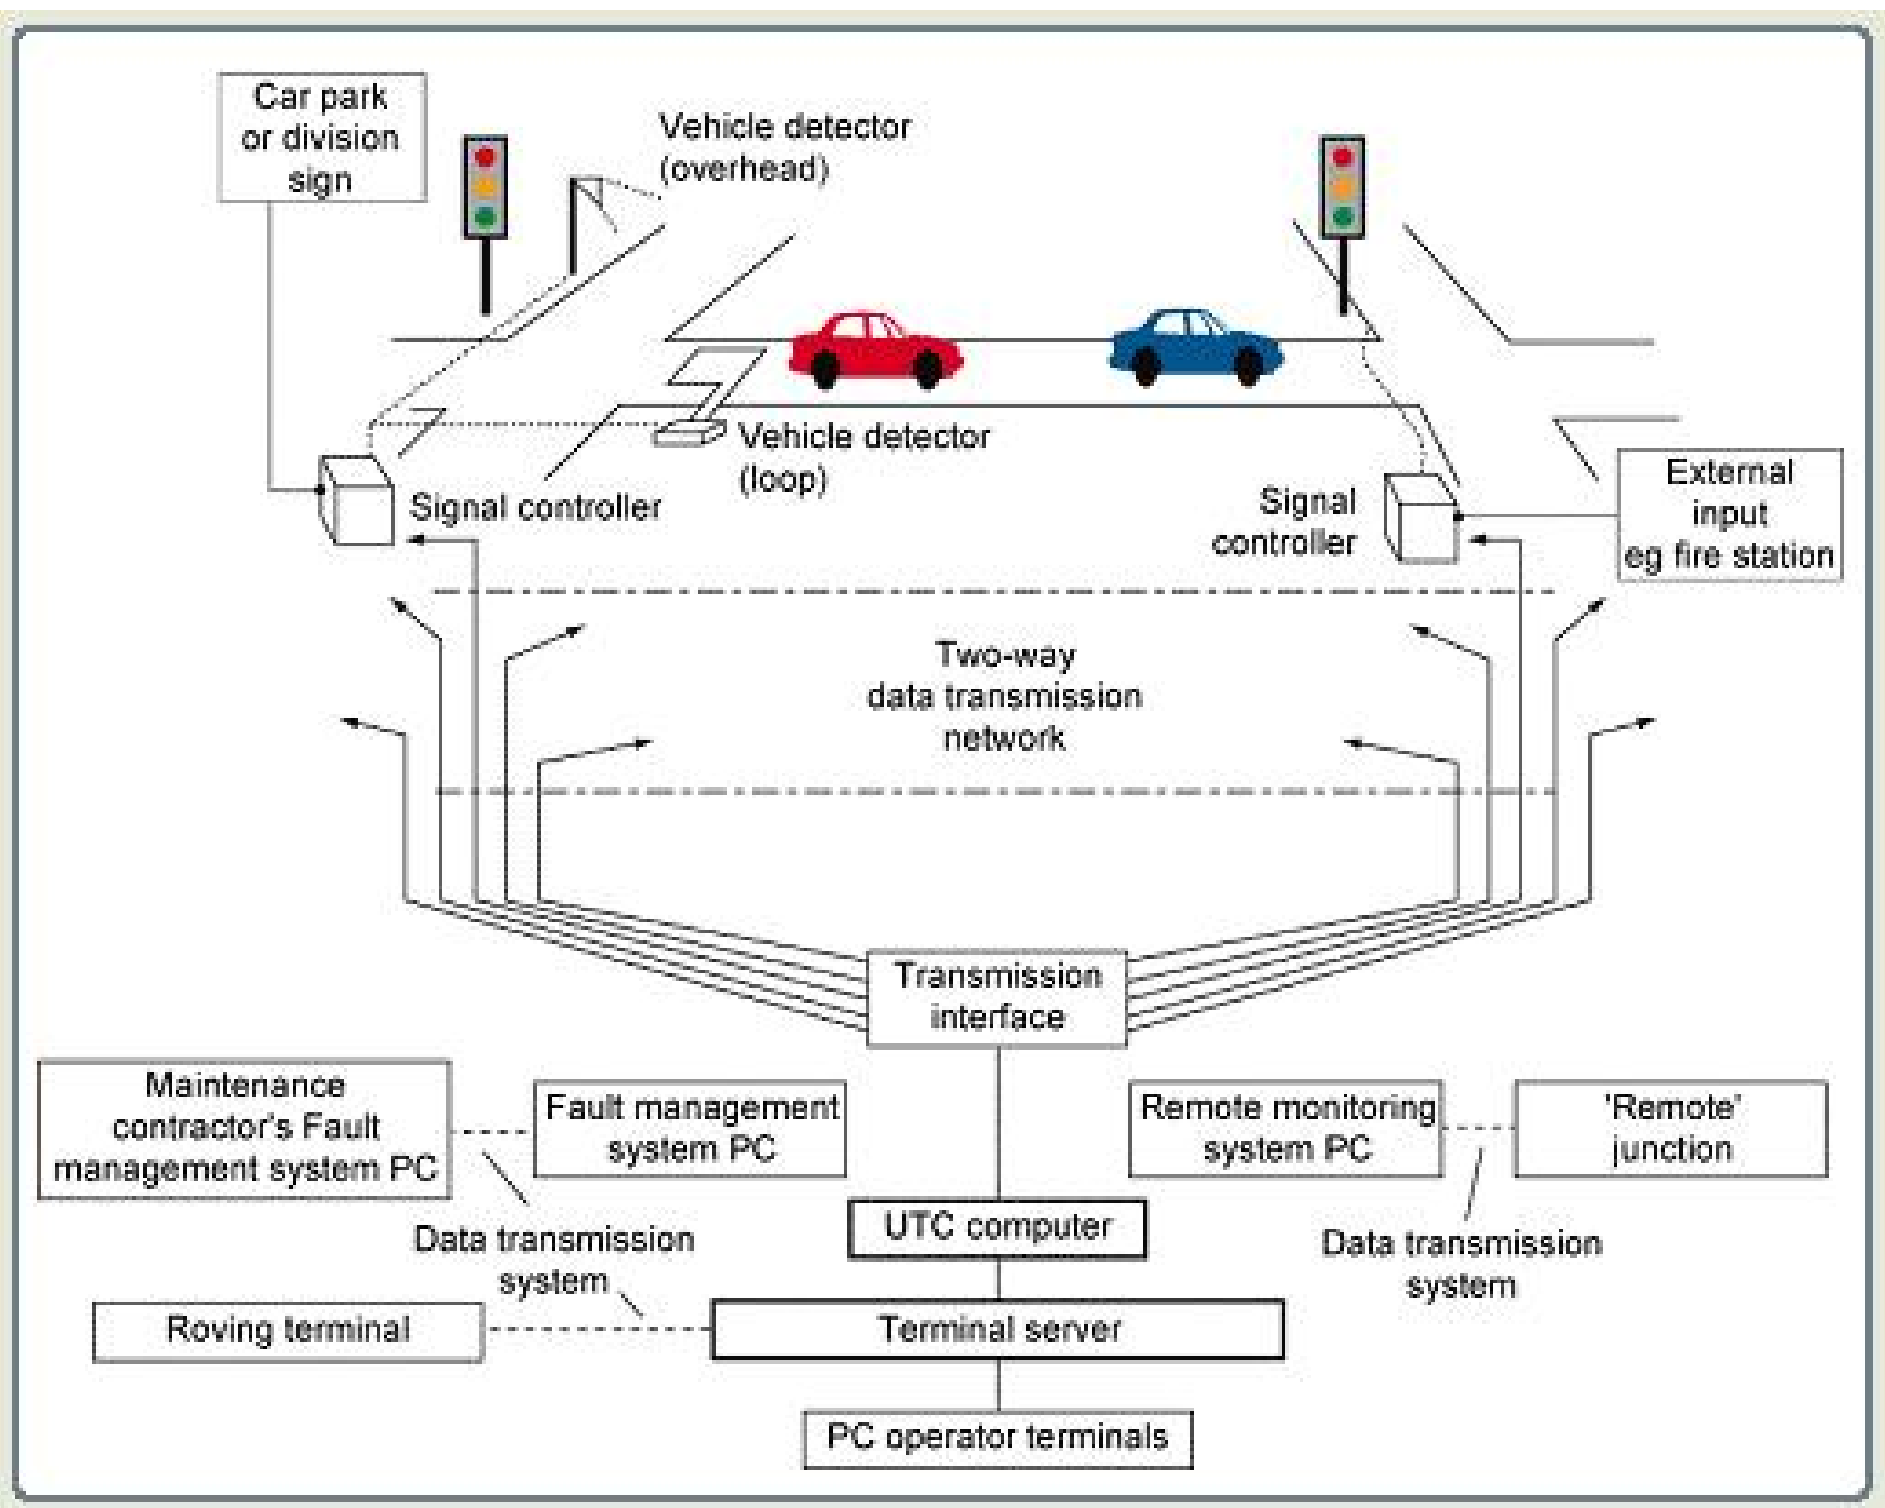 Car park
or division
sign
Vehicle detector
(overhead)
Vehicle detector
(loop)
Signal controller
Signal
controller
External
input
eg fire station
Two-way
data transmission
network
Transmission
interface
Maintenance
contractor's Fault
management system PC
Fault management
system PC
Remote monitoring
system PC
'Remote'
junction
Data transmission
system
UTC computer
Data transmission
system
Roving terminal
Terminal server
PC operator terminals